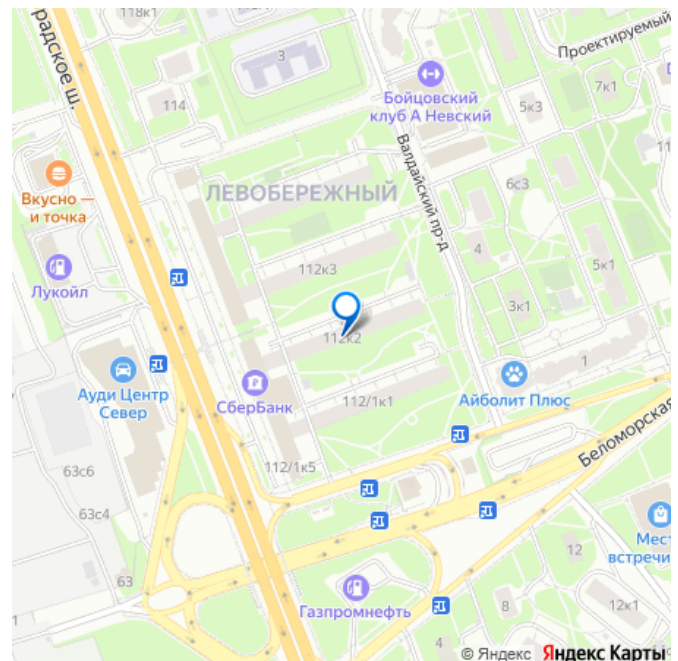 118к1
Проектируемый
радское ш.
3
114
7к1
5к3
Бойцовский
клуб А Невский
Вкусно —
и точка
ЛЕВОБЕРЕЖНЫЙ
Валдайский пр-д
6с3
4
112к3
5к1
Лукойл
3к1
112к2
1
Ауди Центр
Север
СберБанк
112/1к1
Айболит Плюс
Беломорская
63с6
112/1к5
63с4
Мест
встречи
12
63
Газпромнефть
8
12к1
4
© Яндекс Яндекс Карты